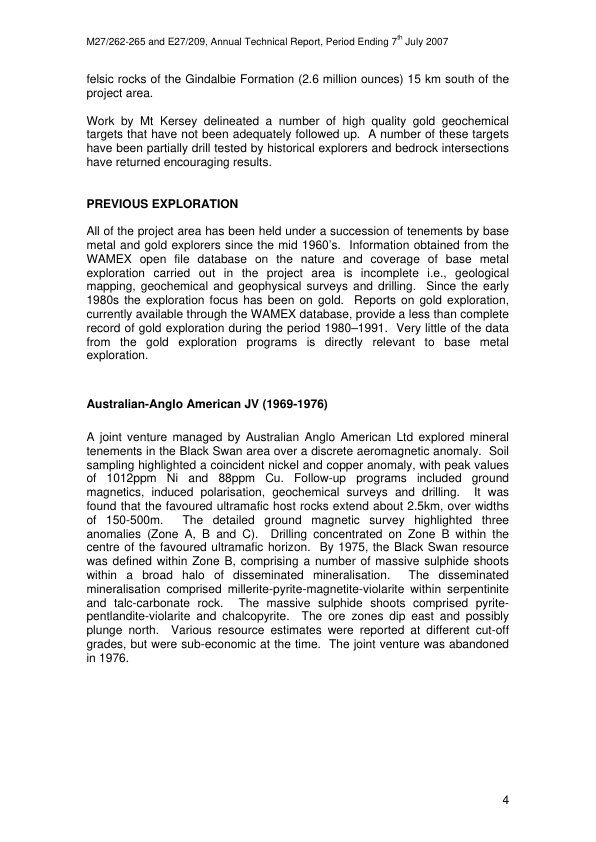 M27/262-265 and E27/209, Annual Technical Report, Period Ending 7th July 2007
felsic rocks of the Gindalbie Formation (2.6 million ounces) 15 km south of the
project area.
Work by Mt Kersey delineated a number of high quality gold geochemical
targets that have not been adequately followed up.  A number of these targets
have been partially drill tested by historical explorers and bedrock intersections
have returned encouraging results.
PREVIOUS EXPLORATION
All of the project area has been held under a succession of tenements by base
metal and gold explorers since the mid 1960's.  Information obtained from the
WAMEX open file database on the nature and coverage of base metal
exploration carried out in the project area is incomplete i.e., geological
mapping, geochemical and geophysical surveys and drilling.  Since the early
1980s the exploration focus has been on gold.  Reports on gold exploration,
currently available through the WAMEX database, provide a less than complete
record of gold exploration during the period 1980–1991.  Very little of the data
from the gold exploration programs is directly relevant to base metal
exploration.
Australian-Anglo American JV (1969-1976)
A joint venture managed by Australian Anglo American Ltd explored mineral
tenements in the Black Swan area over a discrete aeromagnetic anomaly.  Soil
sampling highlighted a coincident nickel and copper anomaly, with peak values
of 1012ppm Ni and 88ppm Cu. Follow-up programs included ground
magnetics, induced polarisation, geochemical surveys and drilling.  It was
found that the favoured ultramafic host rocks extend about 2.5km, over widths
of 150-500m.  The detailed ground magnetic survey highlighted three
anomalies (Zone A, B and C).  Drilling concentrated on Zone B within the
centre of the favoured ultramafic horizon.  By 1975, the Black Swan resource
was defined within Zone B, comprising a number of massive sulphide shoots
within a broad halo of disseminated mineralisation.  The disseminated
mineralisation comprised millerite-pyrite-magnetite-violarite within serpentinite
and talc-carbonate rock.  The massive sulphide shoots comprised pyrite-
pentlandite-violarite and chalcopyrite.  The ore zones dip east and possibly
plunge north.  Various resource estimates were reported at different cut-off
grades, but were sub-economic at the time.  The joint venture was abandoned
in 1976.
4